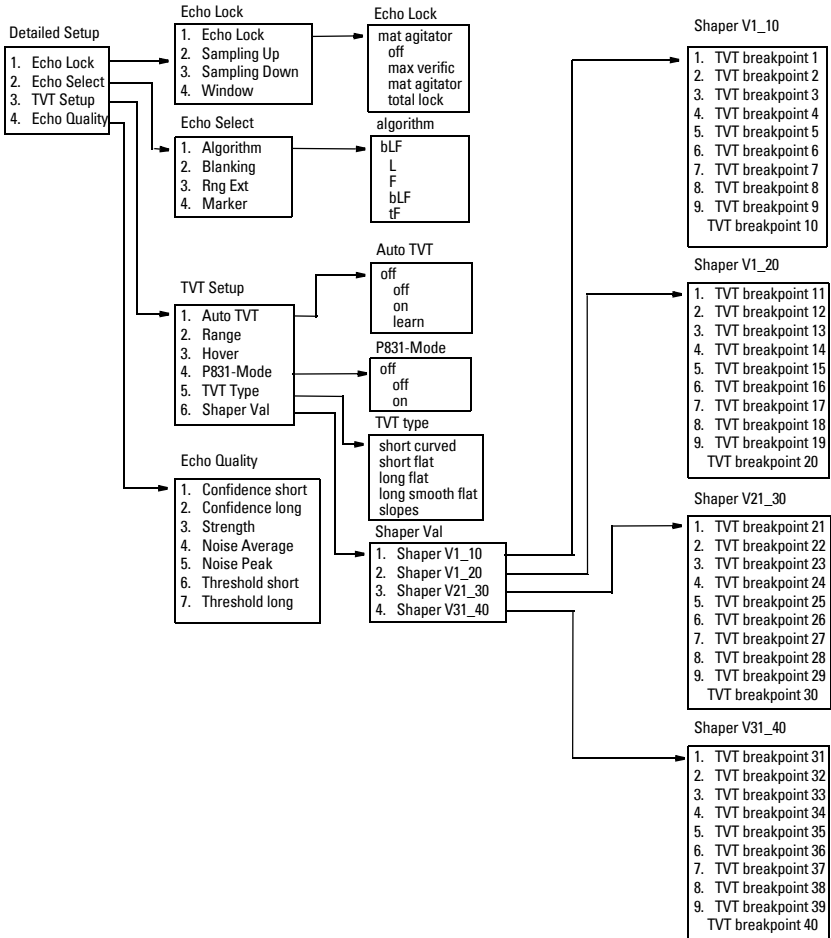 Detailed Setup
1. Echo Lock
2. Echo Select
3. TVT Setup
4. Echo Quality
Echo Lock
1. Echo Lock
2. Sampling Up
3. Sampling Down
4. Window
Echo Lock
mat agitator
off
max verific
mat agitator
total lock
Echo Select
1. Algorithm
2. Blanking
3. Rng Ext
4. Marker
algorithm
bLF
L
F
bLF
tF
TVT Setup
1. Auto TVT
2. Range
3. Hover
4. P831-Mode
5. TVT Type
6. Shaper Val
Auto TVT
off
off
on
learn
P831-Mode
off
off
on
TVT type
short curved
short flat
long flat
long smooth flat
slopes
Echo Quality
1. Confidence short
2. Confidence long
3. Strength
4. Noise Average
5. Noise Peak
6. Threshold short
7. Threshold long
Shaper Val
1. Shaper V1_10
2. Shaper V1_20
3. Shaper V21_30
4. Shaper V31_40
Shaper V1_10
1. TVT breakpoint 1
2. TVT breakpoint 2
3. TVT breakpoint 3
4. TVT breakpoint 4
5. TVT breakpoint 5
6. TVT breakpoint 6
7. TVT breakpoint 7
8. TVT breakpoint 8
9. TVT breakpoint 9
TVT breakpoint 10
Shaper V1_20
1. TVT breakpoint 11
2. TVT breakpoint 12
3. TVT breakpoint 13
4. TVT breakpoint 14
5. TVT breakpoint 15
6. TVT breakpoint 16
7. TVT breakpoint 17
8. TVT breakpoint 18
9. TVT breakpoint 19
TVT breakpoint 20
Shaper V21_30
1. TVT breakpoint 21
2. TVT breakpoint 22
3. TVT breakpoint 23
4. TVT breakpoint 24
5. TVT breakpoint 25
6. TVT breakpoint 26
7. TVT breakpoint 27
8. TVT breakpoint 28
9. TVT breakpoint 29
TVT breakpoint 30
Shaper V31_40
1. TVT breakpoint 31
2. TVT breakpoint 32
3. TVT breakpoint 33
4. TVT breakpoint 34
5. TVT breakpoint 35
6. TVT breakpoint 36
7. TVT breakpoint 37
8. TVT breakpoint 38
9. TVT breakpoint 39
TVT breakpoint 40